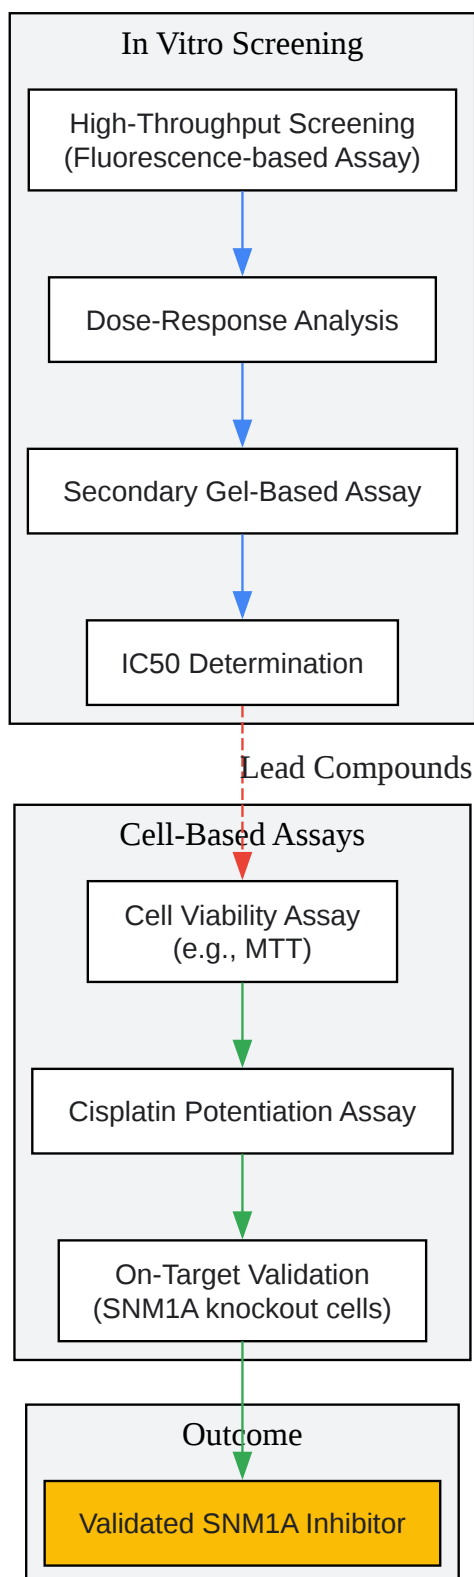 In Vitro Screening
High-Throughput Screening
(Fluorescence-based Assay)
Dose-Response Analysis
Secondary Gel-Based Assay
IC50 Determination
Lead Compounds
Cell-Based Assays
Cell Viability Assay
(e.g., MTT)
Cisplatin Potentiation Assay
On-Target Validation
(SNM1A knockout cells)
Outcome
Validated SNM1A Inhibitor